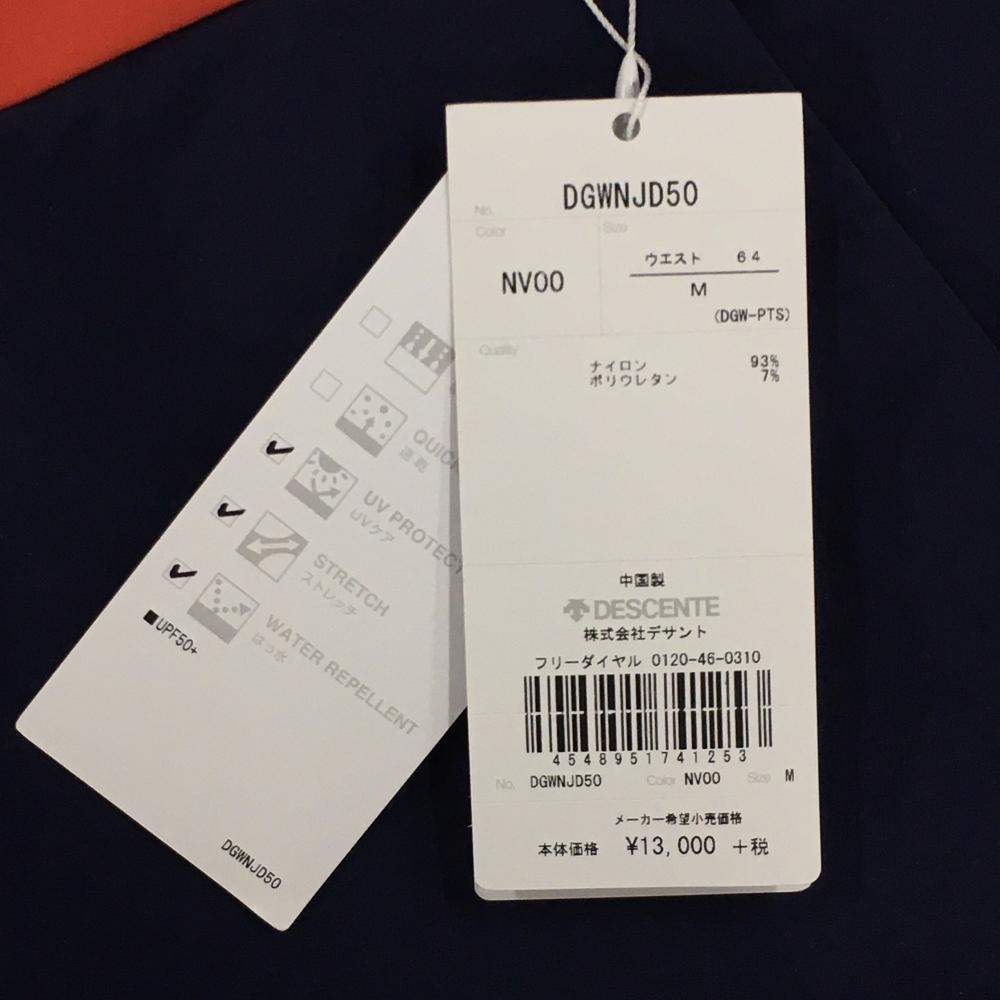 No. DGWNJD50
Color
NV00
Size
ウエスト 64
M
(DGW-PTS)
Quality
ナイロン 93%
ポリウレタン 7%
中国製
DESCENTE
株式会社デサント
フリーダイヤル 0120-46-0310
4548951741253
No. DGWNJD50 Color NV00 Size M
メーカー希望小売価格
本体価格 ¥13,000 +税
QUIC
速乾
UV PROTECT
UVケア
STRETCH
ストレッチ
WATER REPELLENT
はっ水
■UPF50+
DGWNJD50